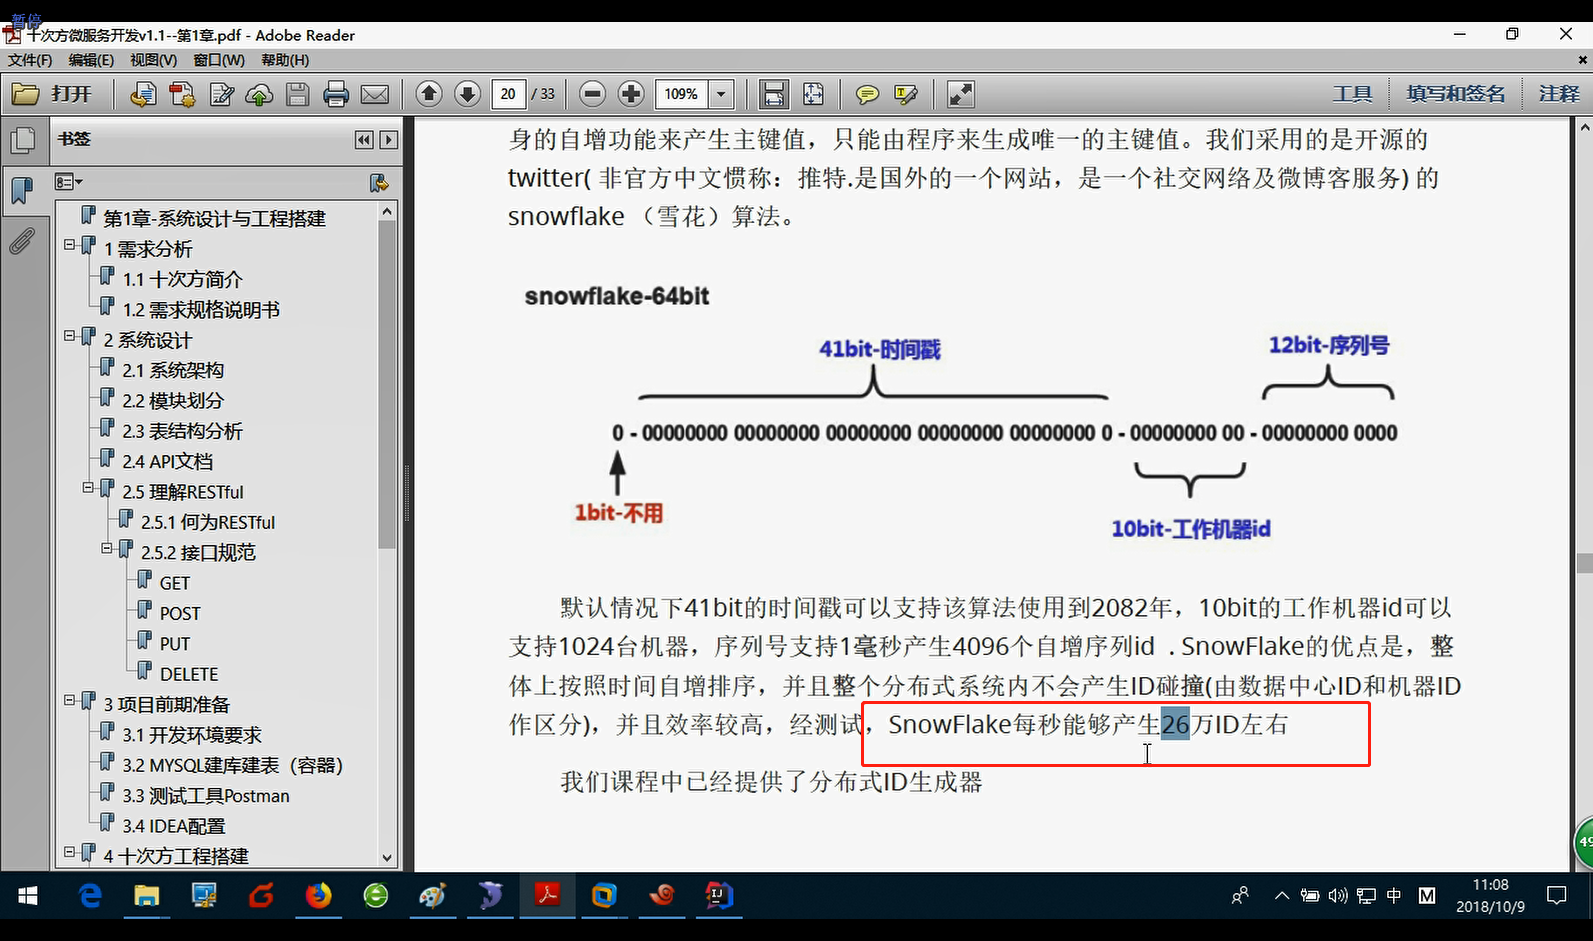 暂停
十次方微服务开发v1.1--第1章.pdf - Adobe Reader
文件(F) 编辑(E) 视图(V) 窗口(W) 帮助(H)
打开 20 / 33 109% 工具 填写和签名 注释
书签
第1章-系统设计与工程搭建
1 需求分析
1.1 十次方简介
1.2 需求规格说明书
2 系统设计
2.1 系统架构
2.2 模块划分
2.3 表结构分析
2.4 API文档
2.5 理解RESTful
2.5.1 何为RESTful
2.5.2 接口规范
GET
POST
PUT
DELETE
3 项目前期准备
3.1 开发环境要求
3.2 MYSQL建库建表（容器）
3.3 测试工具Postman
3.4 IDEA配置
4 十次方工程搭建
身的自增功能来产生主键值，只能由程序来生成唯一的主键值。我们采用的是开源的
twitter( 非官方中文惯称：推特.是国外的一个网站，是一个社交网络及微博客服务) 的
snowflake （雪花）算法。
snowflake-64bit
41bit-时间戳
12bit-序列号
0 - 00000000 00000000 00000000 00000000 00000000 0 - 00000000 00 - 00000000 0000
1bit-不用
10bit-工作机器id
默认情况下41bit的时间戳可以支持该算法使用到2082年，10bit的工作机器id可以
支持1024台机器，序列号支持1毫秒产生4096个自增序列id . SnowFlake的优点是，整
体上按照时间自增排序，并且整个分布式系统内不会产生ID碰撞(由数据中心ID和机器ID
作区分)，并且效率较高，经测试，SnowFlake每秒能够产生26万ID左右
我们课程中已经提供了分布式ID生成器
49
中 M
11:08
2018/10/9